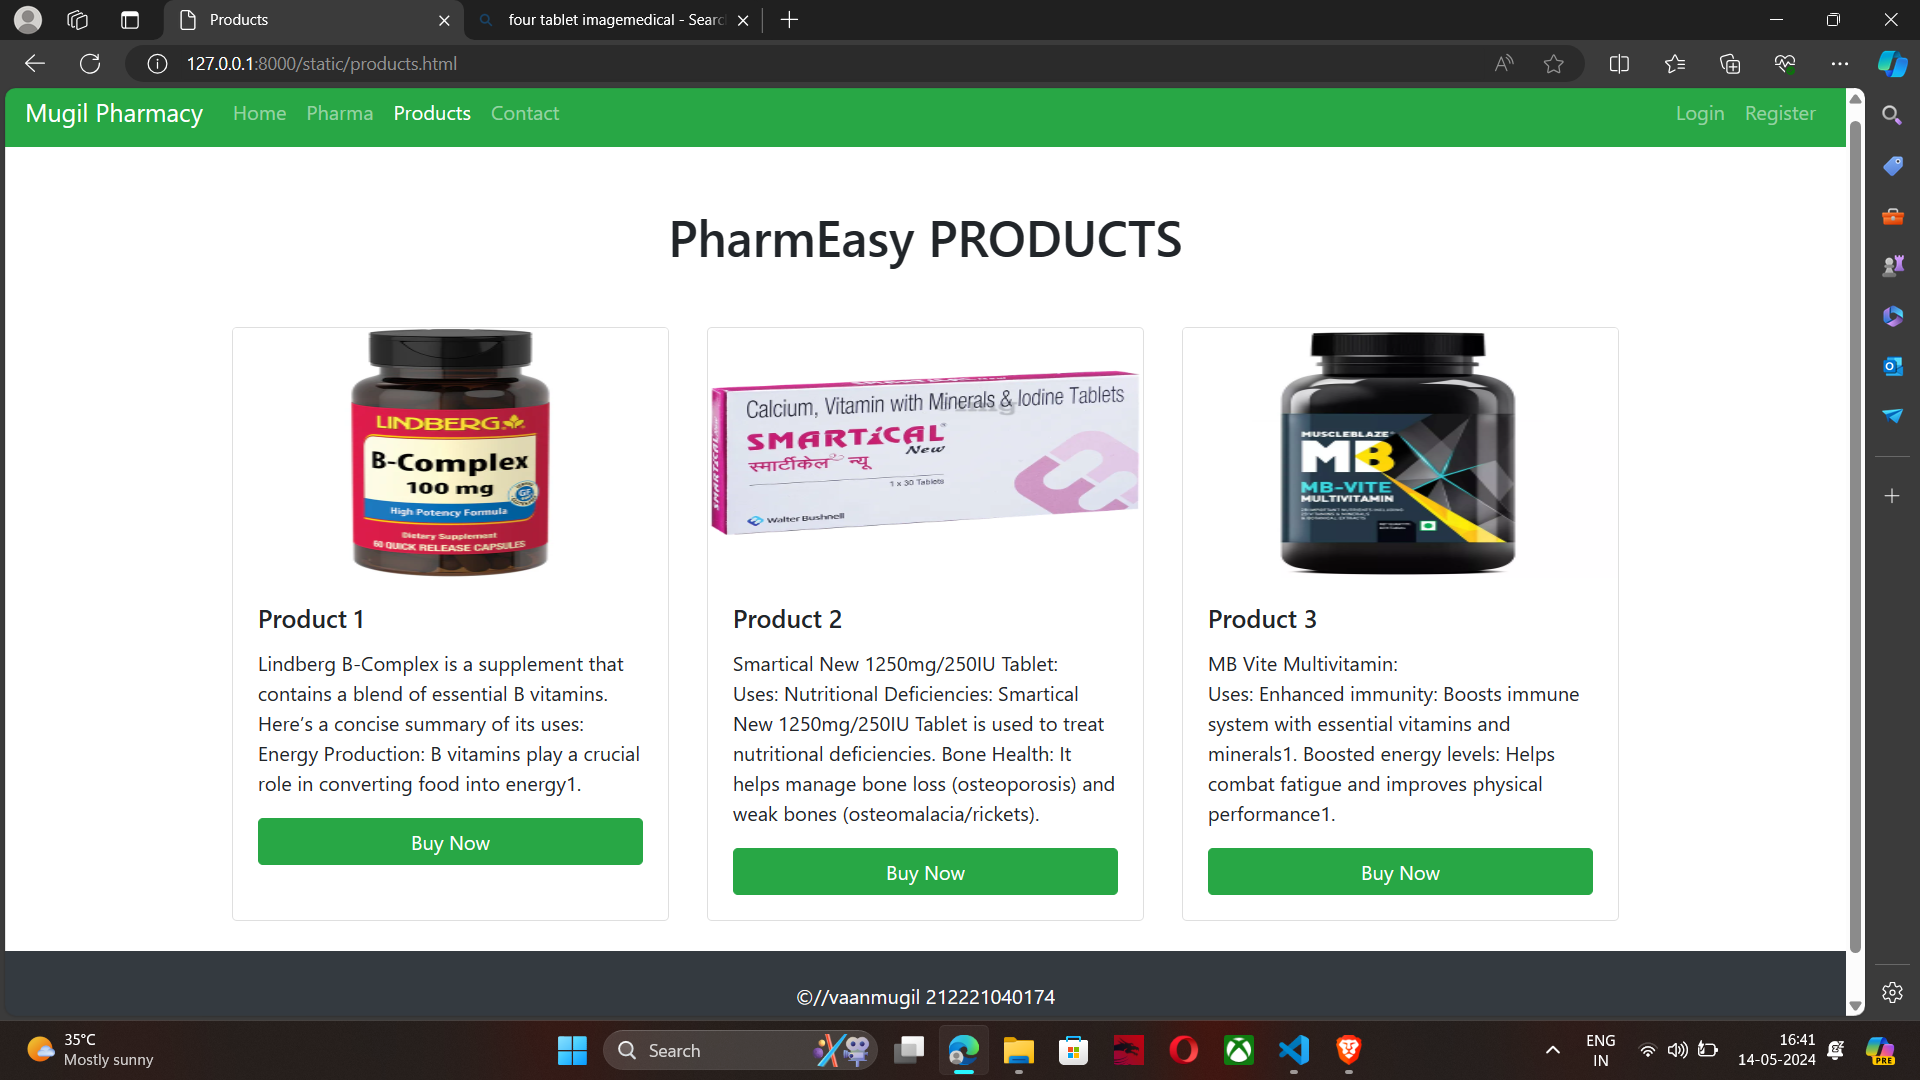 Products
four tablet imagemedical - Searc
127.0.0.1:8000/static/products.html
Mugil Pharmacy
Home
Pharma
Products
Contact
Login
Register
PharmEasy PRODUCTS
LINDBERG
B-Complex
100 mg
GF
High Potency Formula
Dietary Supplement
60 QUICK RELEASE CAPSULES
Product 1
Lindberg B-Complex is a supplement that
contains a blend of essential B vitamins.
Here’s a concise summary of its uses:
Energy Production: B vitamins play a crucial
role in converting food into energy1.
Buy Now
Calcium, Vitamin with Minerals & Iodine Tablets
SMARTICAL
New
स्मार्टीकेल न्यू
1 x 30 Tablets
SMARTICAL
Walter Bushnell
Product 2
Smartical New 1250mg/250IU Tablet:
Uses: Nutritional Deficiencies: Smartical
New 1250mg/250IU Tablet is used to treat
nutritional deficiencies. Bone Health: It
helps manage bone loss (osteoporosis) and
weak bones (osteomalacia/rickets).
Buy Now
MUSCLEBLAZE
MB
MB-VITE
MULTIVITAMIN
Product 3
MB Vite Multivitamin:
Uses: Enhanced immunity: Boosts immune
system with essential vitamins and
minerals1. Boosted energy levels: Helps
combat fatigue and improves physical
performance1.
Buy Now
©//vaanmugil 212221040174
35°C
Mostly sunny
Search
ENG
IN
16:41
14-05-2024
PRE